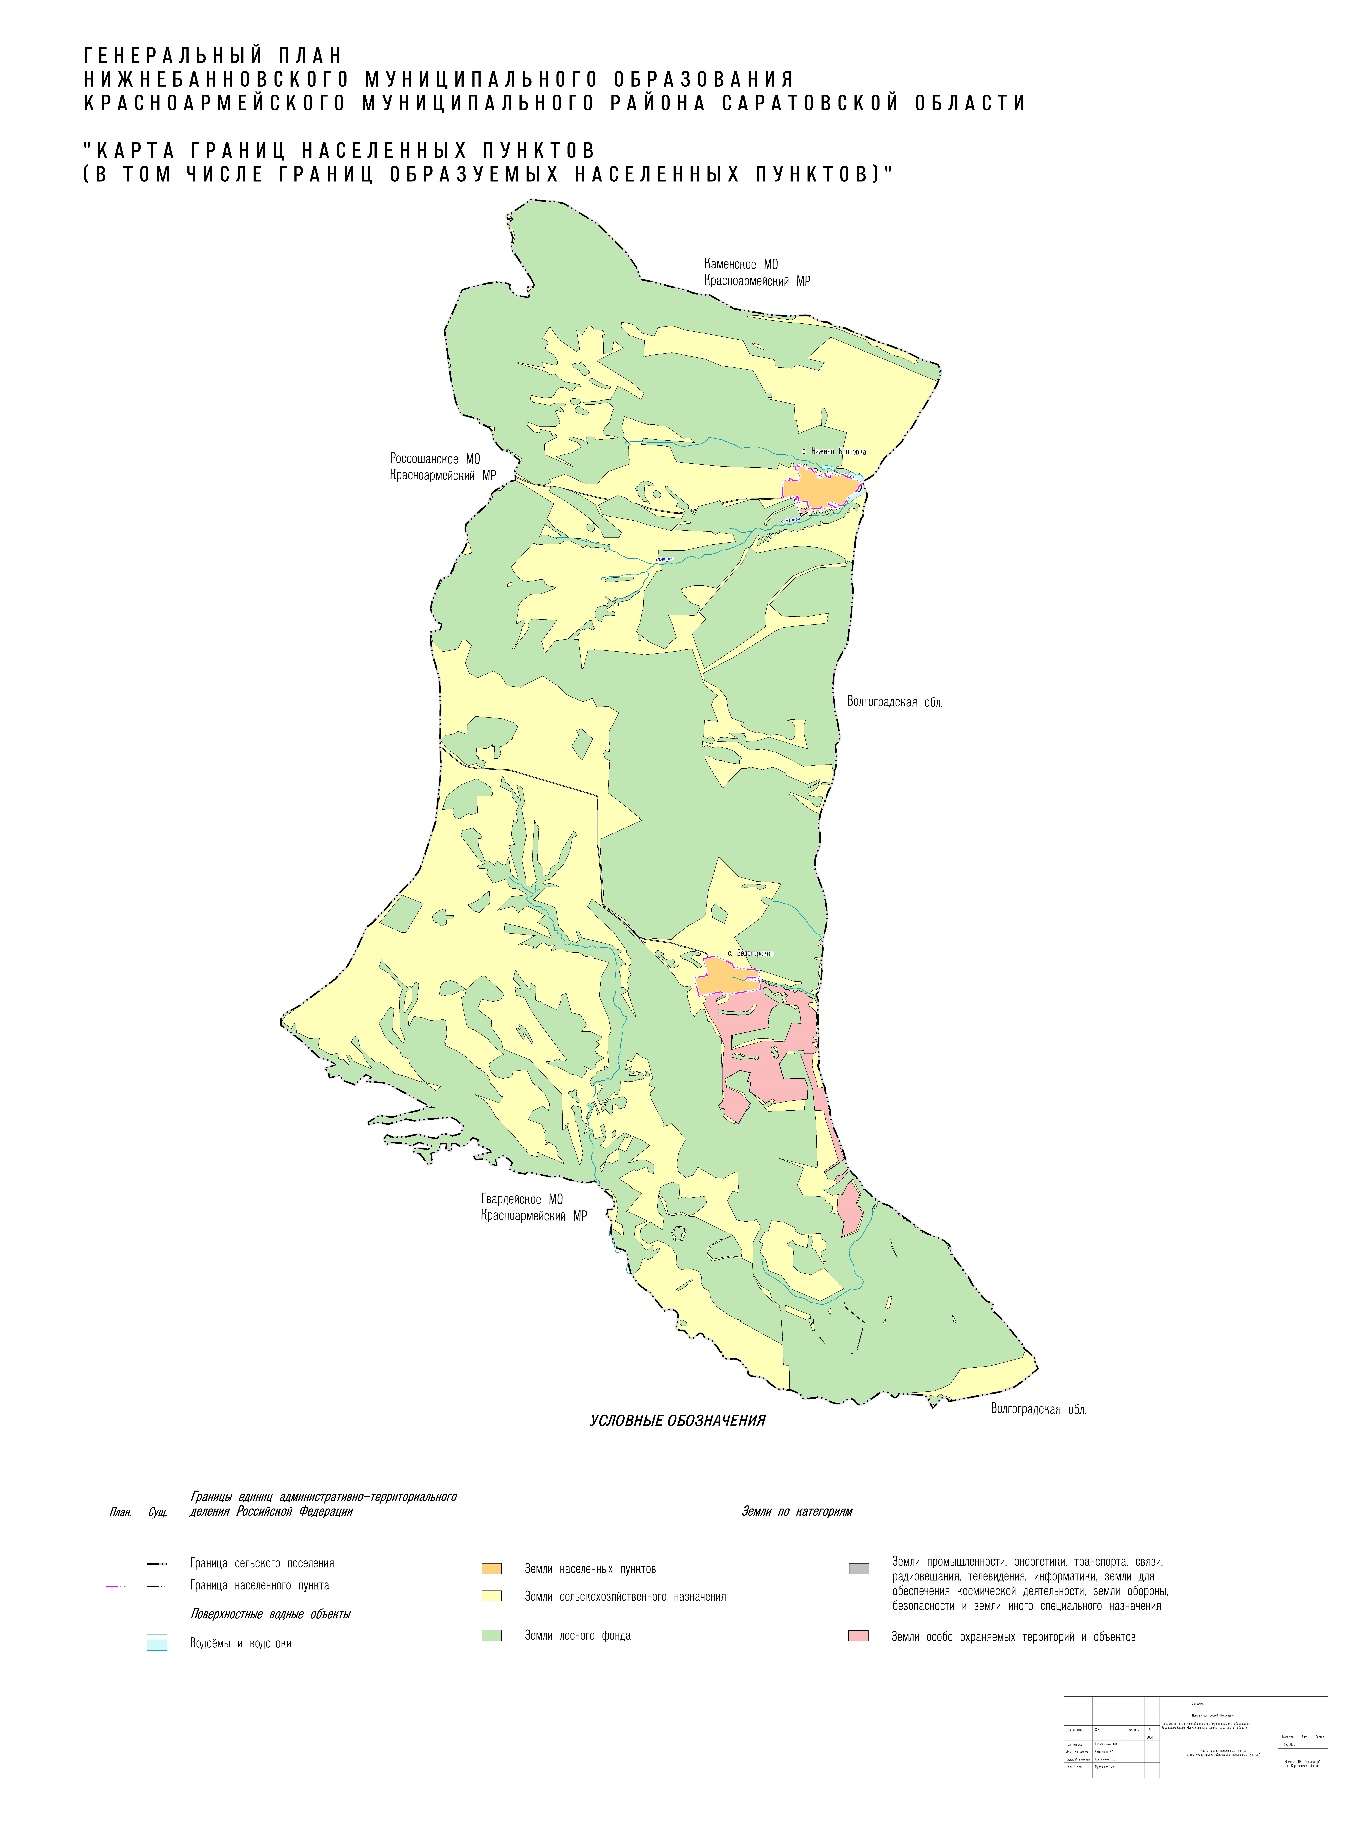 ГЕНЕРАЛЬНЫЙ ПЛАН
НИЖНЕБАННОВСКОГО МУНИЦИПАЛЬНОГО ОБРАЗОВАНИЯ
КРАСНОАРМЕЙСКОГО МУНИЦИПАЛЬНОГО РАЙОНА САРАТОВСКОЙ ОБЛАСТИ
"КАРТА ГРАНИЦ НАСЕЛЕННЫХ ПУНКТОВ
(В ТОМ ЧИСЛЕ ГРАНИЦ ОБРАЗУЕМЫХ НАСЕЛЕННЫХ ПУНКТОВ)"
Каменское МО
Красноармейский МР
Россошанское МО
Красноармейский МР
Волгоградская обл.
Гвардейское МО
Красноармейский МР
Волгоградская обл.
УСЛОВНЫЕ ОБОЗНАЧЕНИЯ
План. Сущ.
Границы единиц административно-территориального
деления Российской Федерации
Граница сельского поселения
Граница населенного пункта
Поверхностные водные объекты
Водоёмы и водотоки
Земли по категориям
Земли населенных пунктов
Земли сельскохозяйственного назначения
Земли лесного фонда
Земли промышленности, энергетики, транспорта, связи,
радиовещания, телевидения, информатики, земли для
обеспечения космической деятельности, земли обороны,
безопасности и земли иного специального назначения
Земли особо охраняемых территорий и объектов